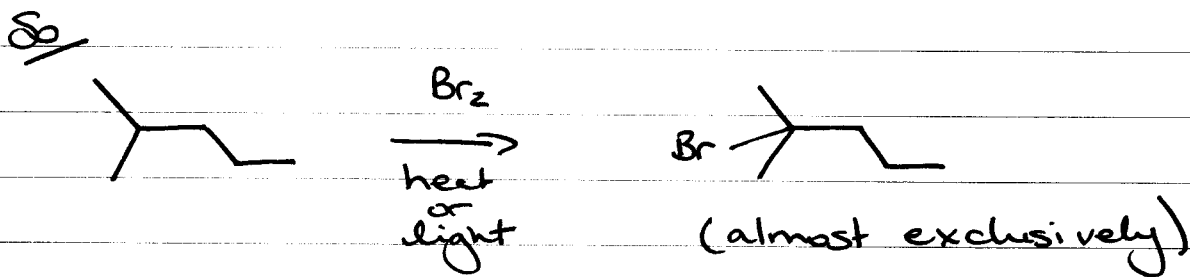 So
Br2
heat
or
light
Br
(almost exclusively)